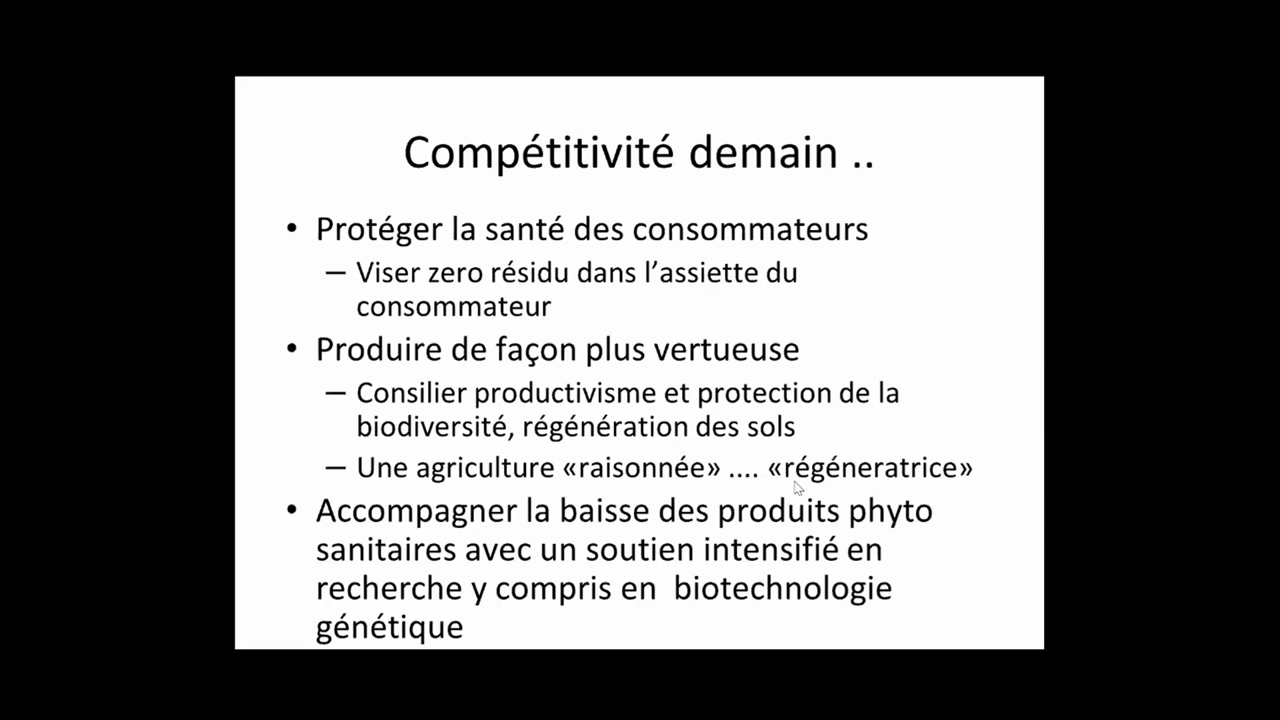 Compétitivité demain ..
• Protéger la santé des consommateurs
– Viser zero résidu dans l’assiette du
consommateur
• Produire de façon plus vertueuse
– Consilier productivisme et protection de la
biodiversité, régénération des sols
– Une agriculture «raisonnée» .... «régéneratrice»
• Accompagner la baisse des produits phyto
sanitaires avec un soutien intensifié en
recherche y compris en  biotechnologie
génétique